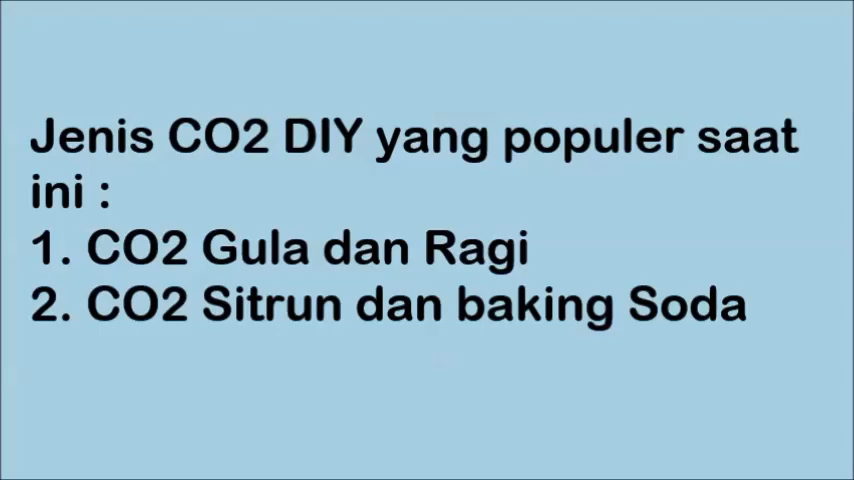 Jenis CO2 DIY yang populer saat
ini :
1. CO2 Gula dan Ragi
2. CO2 Sitrun dan baking Soda